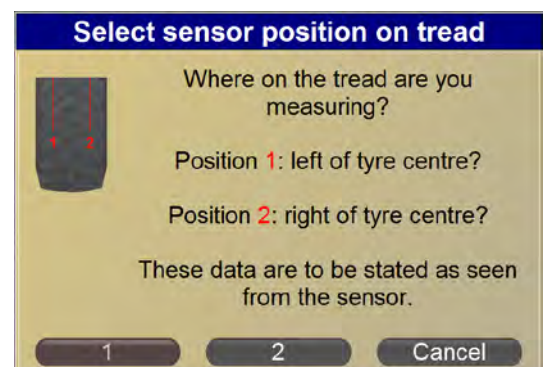 Select sensor position on tread
Where on the tread are you
measuring?
1 2
Position 1: left of tyre centre?
Position 2: right of tyre centre?
These data are to be stated as seen
from the sensor.
1 2 Cancel